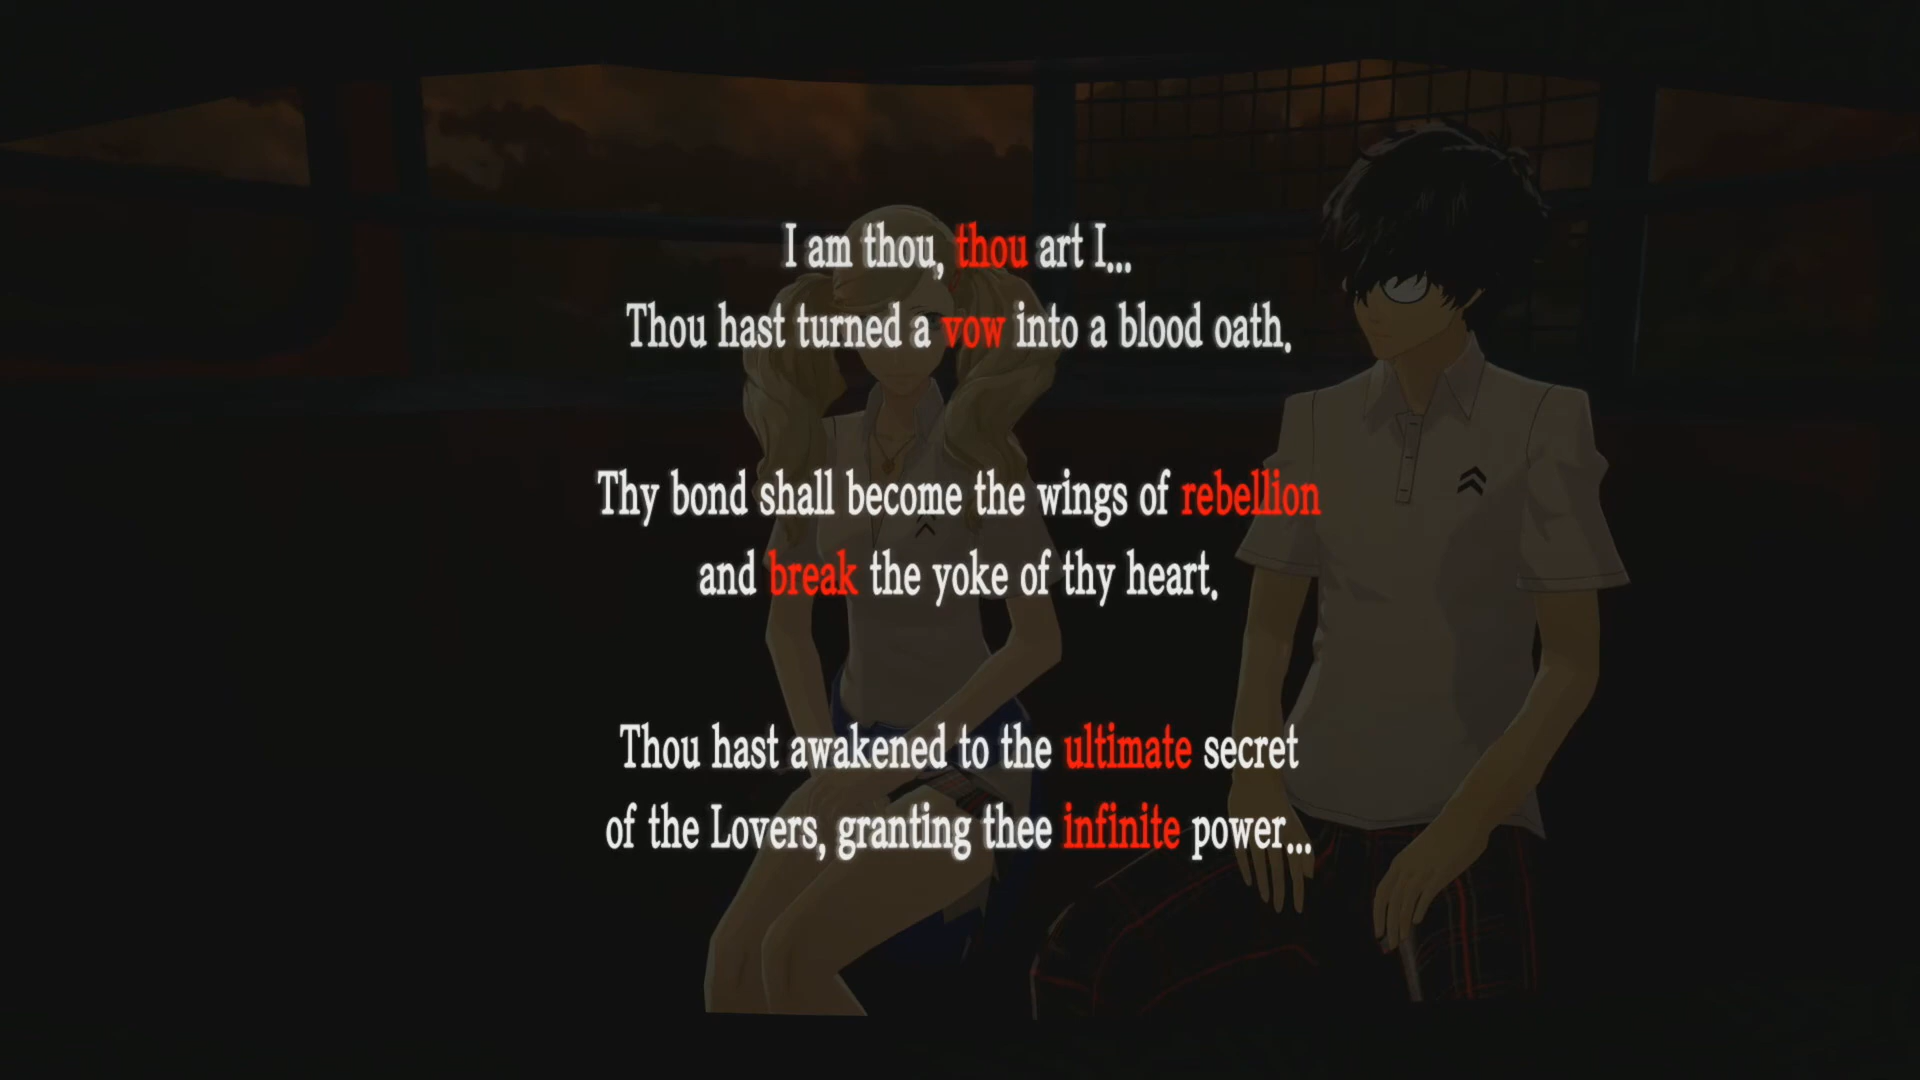 I am thou, thou art I...
Thou hast turned a vow into a blood oath.
Thy bond shall become the wings of rebellion
and break the yoke of thy heart.
Thou hast awakened to the ultimate secret
of the Lovers, granting thee infinite power...